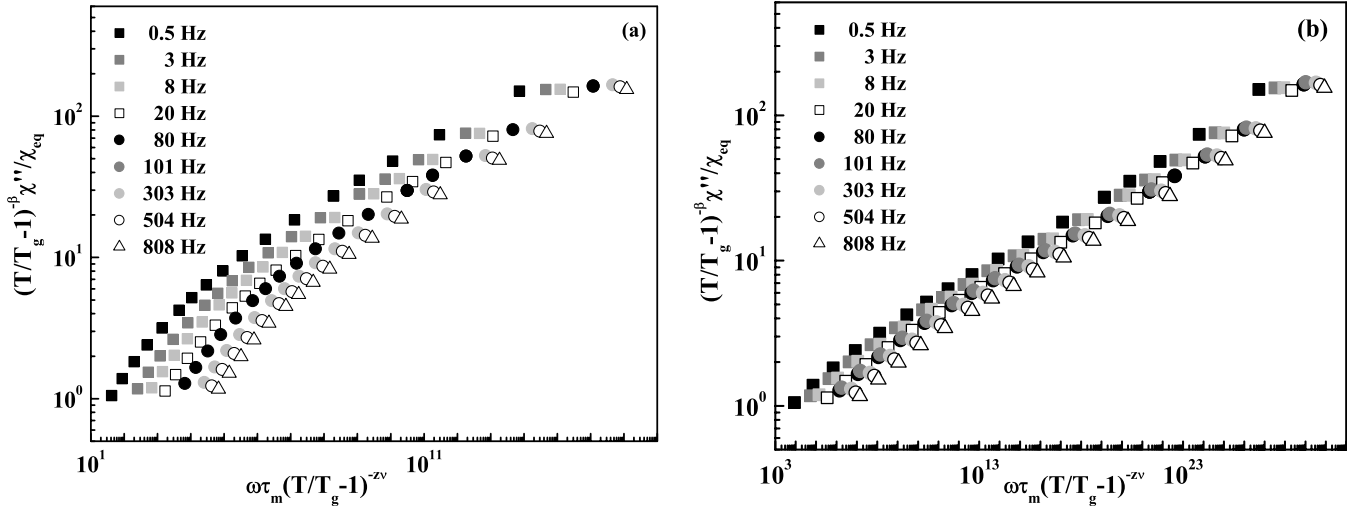 (a)
0.5 Hz
3 Hz
8 Hz
20 Hz
80 Hz
101 Hz
303 Hz
504 Hz
808 Hz
10²
10¹
10⁰
(T/T_g-1)^-β χ''/χ_eq
10¹
10¹¹
ωτ_m(T/T_g-1)^-zν
(b)
0.5 Hz
3 Hz
8 Hz
20 Hz
80 Hz
101 Hz
303 Hz
504 Hz
808 Hz
10²
10¹
10⁰
(T/T_g-1)^-β χ''/χ_eq
10³
10¹³
10²³
ωτ_m(T/T_g-1)^-zν